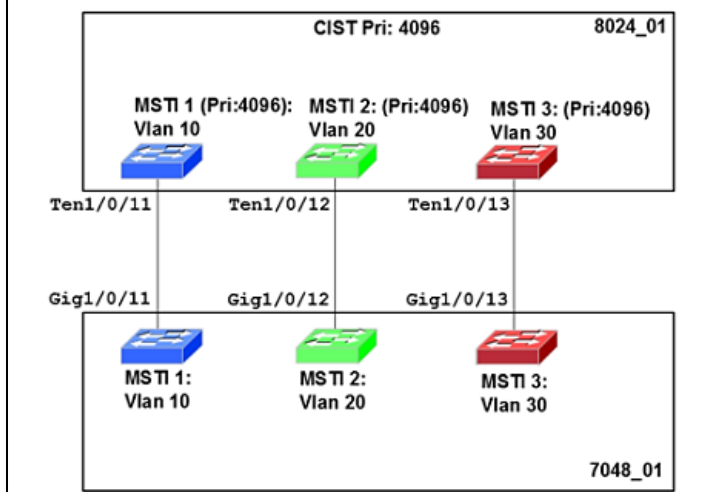 CIST Pri: 4096
8024_01
MSTI 1 (Pri:4096):
Vlan 10
MSTI 2: (Pri:4096)
Vlan 20
MSTI 3: (Pri:4096)
Vlan 30
Ten1/0/11
Ten1/0/12
Ten1/0/13
Gig1/0/11
Gig1/0/12
Gig1/0/13
MSTI 1:
Vlan 10
MSTI 2:
Vlan 20
MSTI 3:
Vlan 30
7048_01